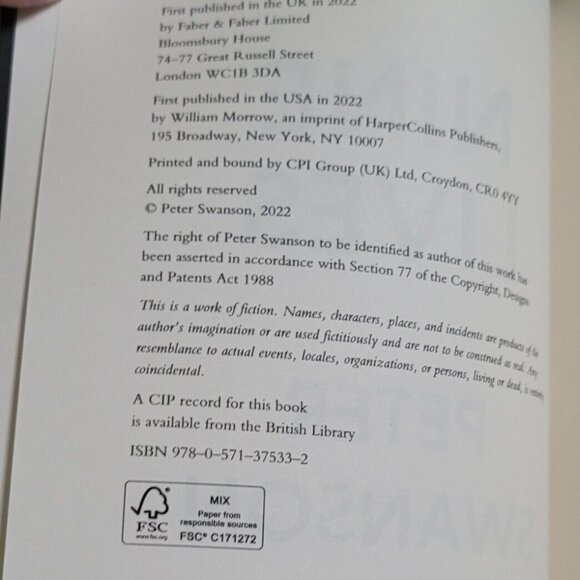 First published in the UK in 2022
by Faber & Faber Limited
Bloomsbury House
74–77 Great Russell Street
London WC1B 3DA
First published in the USA in 2022
by William Morrow, an imprint of HarperCollins Publishers,
195 Broadway, New York, NY 10007
Printed and bound by CPI Group (UK) Ltd, Croydon, CR0 4YY
All rights reserved
© Peter Swanson, 2022
The right of Peter Swanson to be identified as author of this work has
been asserted in accordance with Section 77 of the Copyright, Designs
and Patents Act 1988
This is a work of fiction. Names, characters, places, and incidents are products of the
author's imagination or are used fictitiously and are not to be construed as real. Any
resemblance to actual events, locales, organizations, or persons, living or dead, is entirely
coincidental.
A CIP record for this book
is available from the British Library
ISBN 978–0–571–37533–2
FSC
www.fsc.org
MIX
Paper from
responsible sources
FSC® C171272
PETER
SWANSON